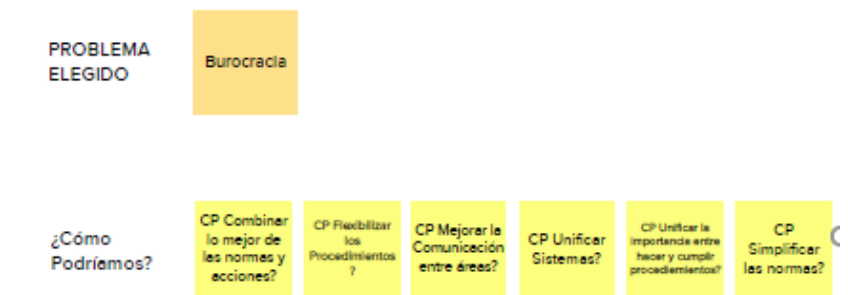 PROBLEMA
ELEGIDO
Burocracia
¿Cómo
Podríamos?
CP Combinar
lo mejor de
las normas y
acciones?
CP Flexibilizar
los
Procedimientos
?
CP Mejorar la
Comunicación
entre áreas?
CP Unificar
Sistemas?
CP Unificar la
importancia entre
hacer y cumplir
procediemientos?
CP
Simplificar
las normas?